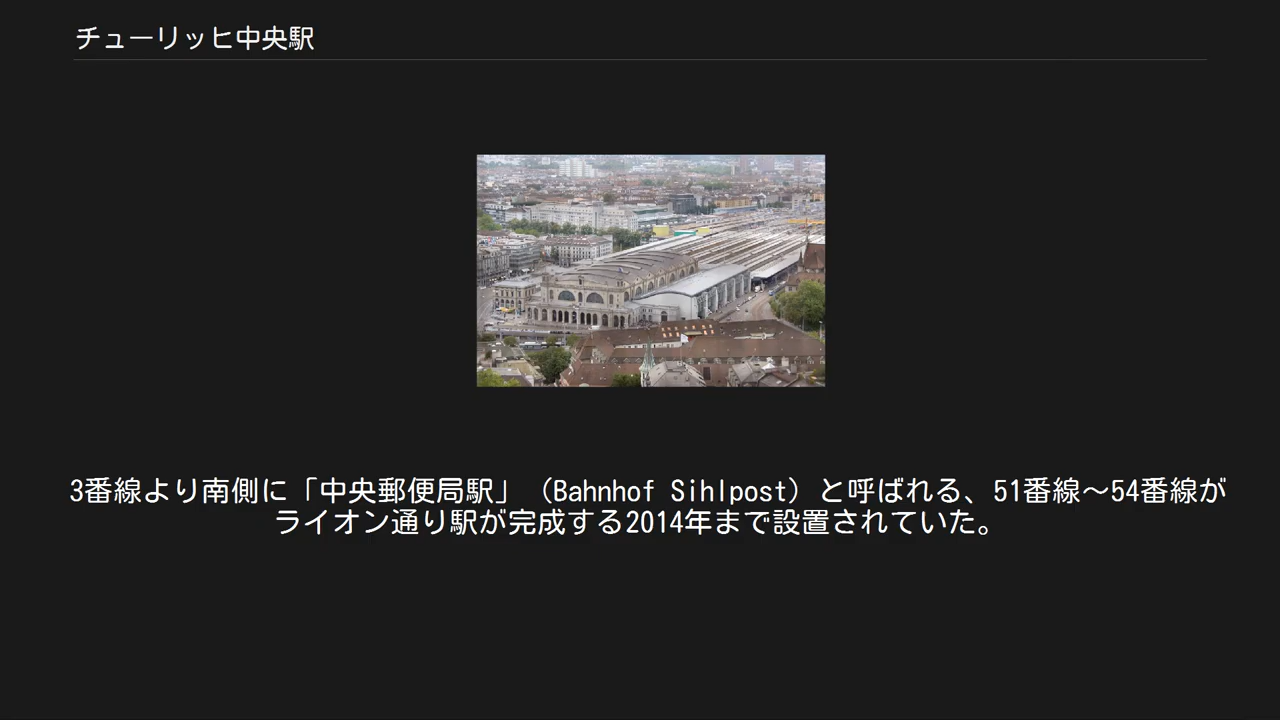 チューリッヒ中央駅
3番線より南側に「中央郵便局駅」（Bahnhof Sihlpost）と呼ばれる、51番線～54番線が
ライオン通り駅が完成する2014年まで設置されていた。